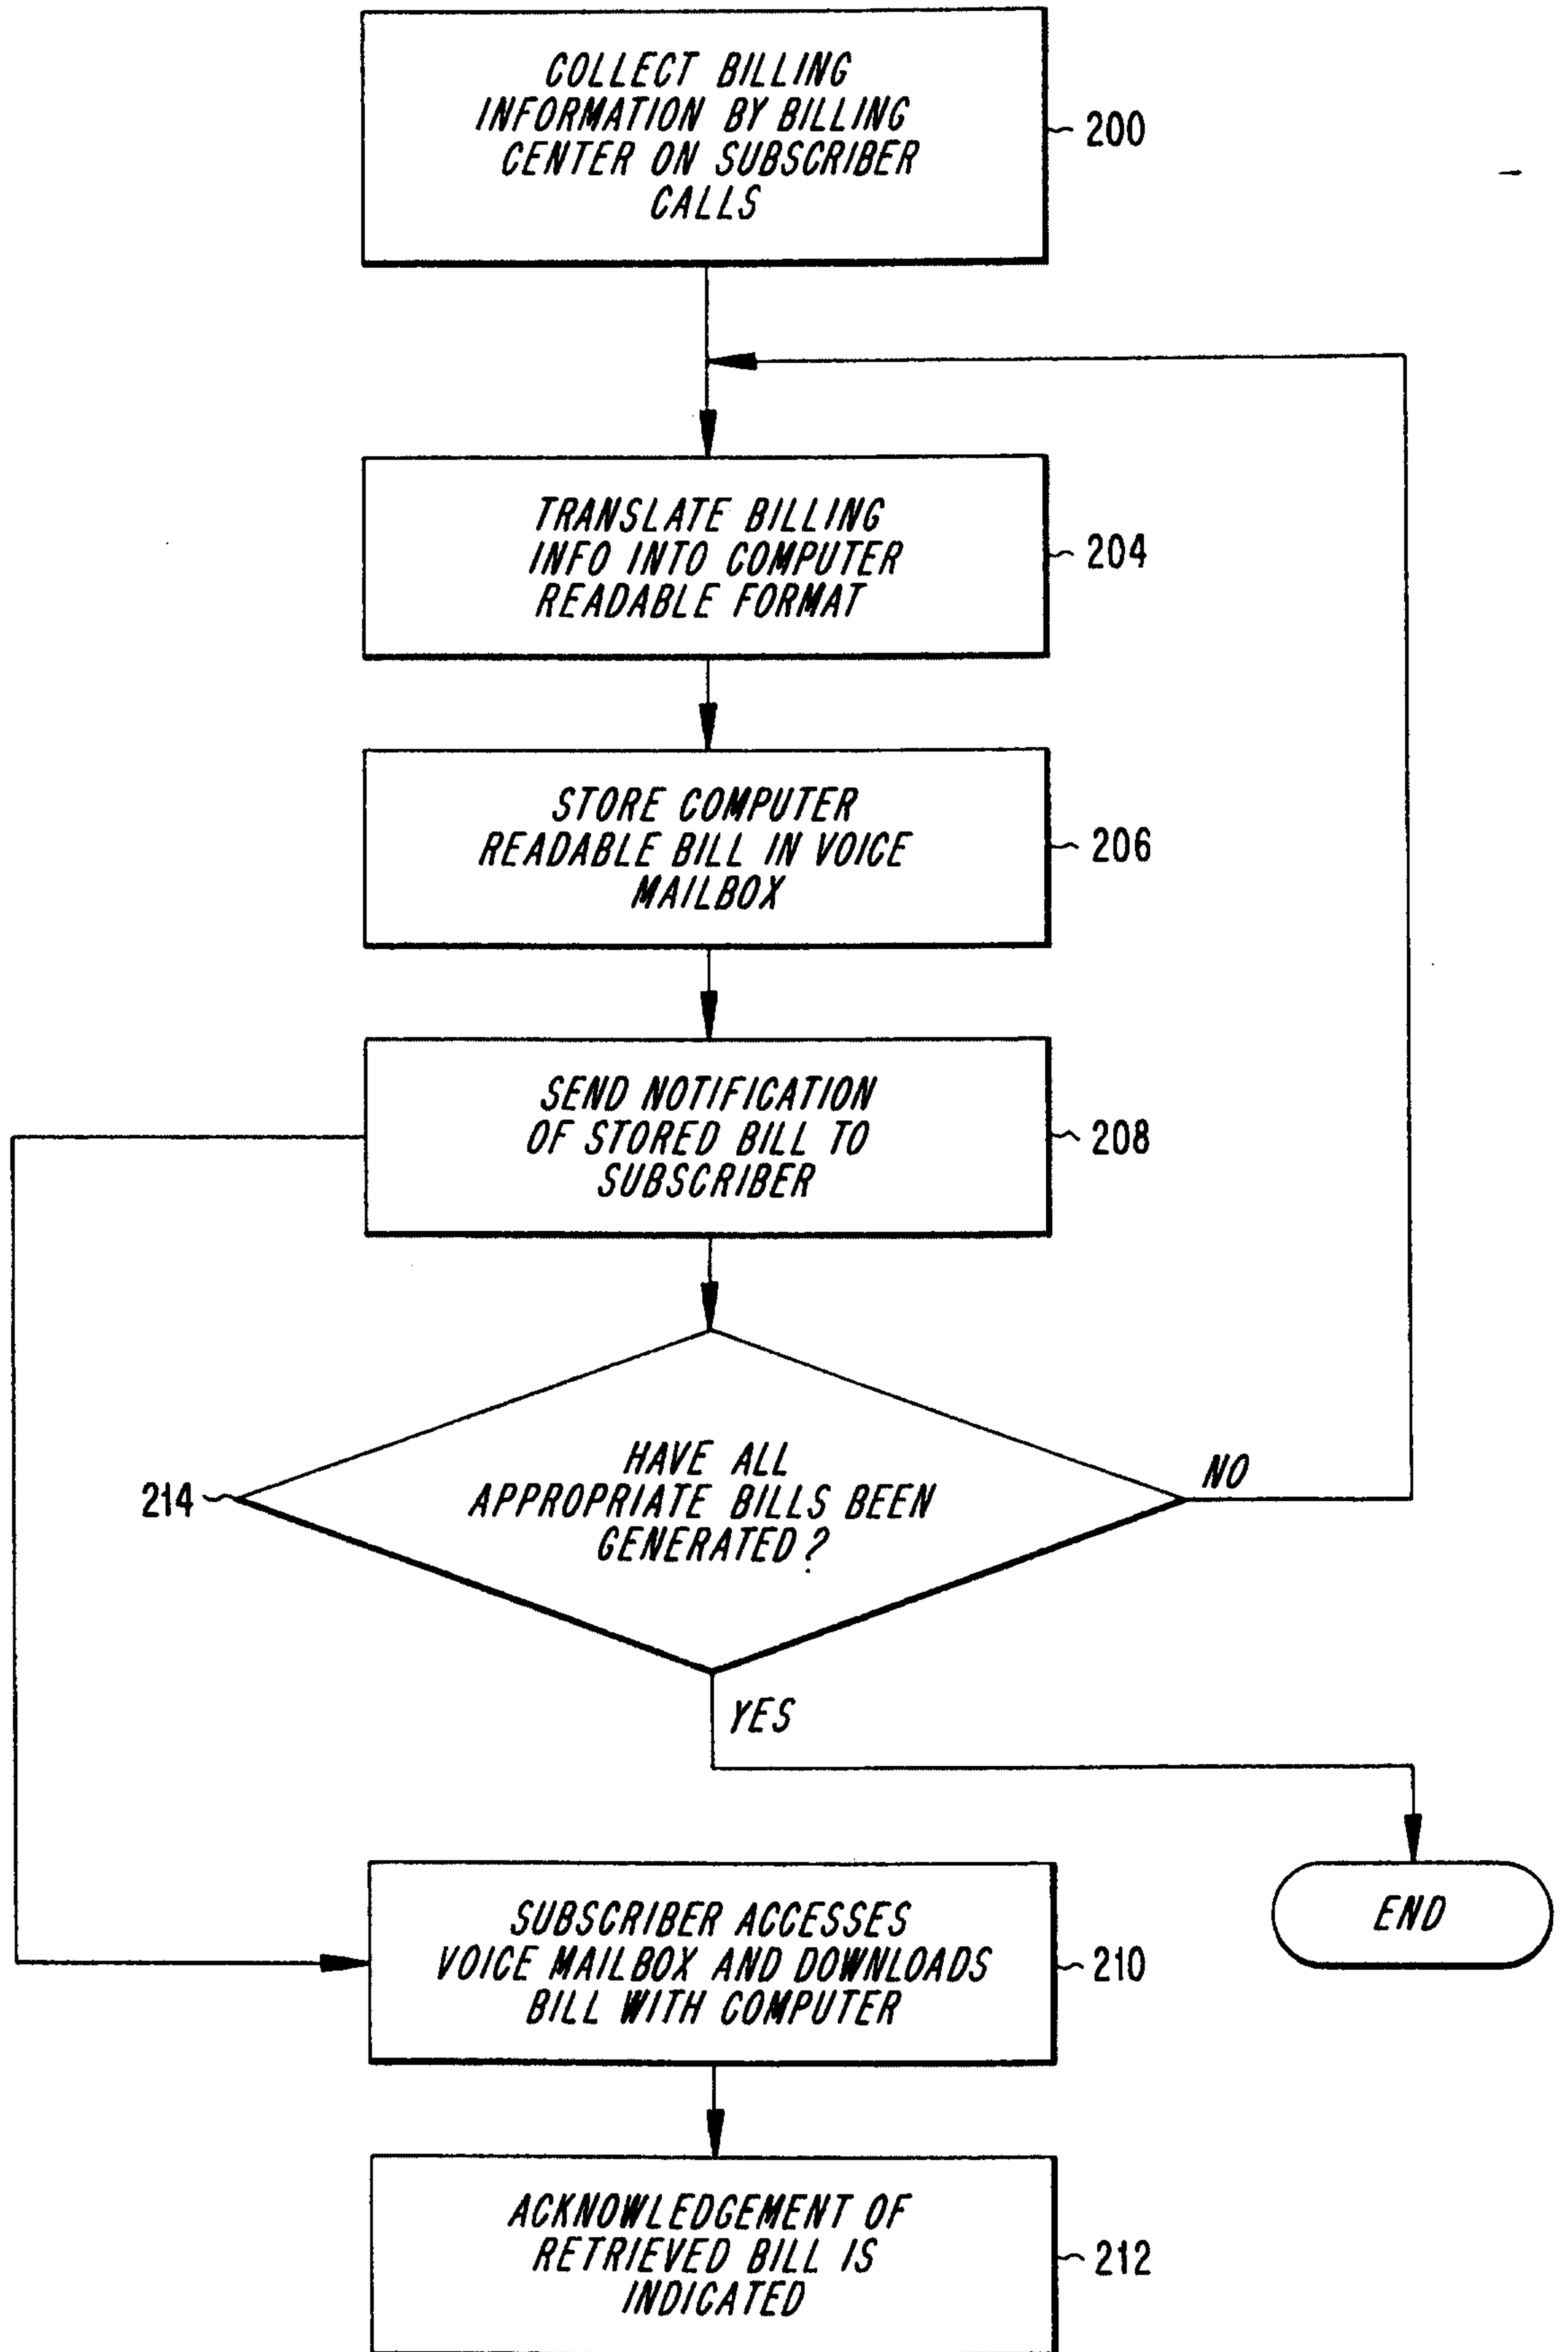 COLLECT BILLING
INFORMATION BY BILLING
CENTER ON SUBSCRIBER
CALLS
200
TRANSLATE BILLING
INFO INTO COMPUTER
READABLE FORMAT
204
STORE COMPUTER
READABLE BILL IN VOICE
MAILBOX
206
SEND NOTIFICATION
OF STORED BILL TO
SUBSCRIBER
208
HAVE ALL
APPROPRIATE BILLS BEEN
GENERATED?
214
NO
YES
END
SUBSCRIBER ACCESSES
VOICE MAILBOX AND DOWNLOADS
BILL WITH COMPUTER
210
ACKNOWLEDGEMENT OF
RETRIEVED BILL IS
INDICATED
212